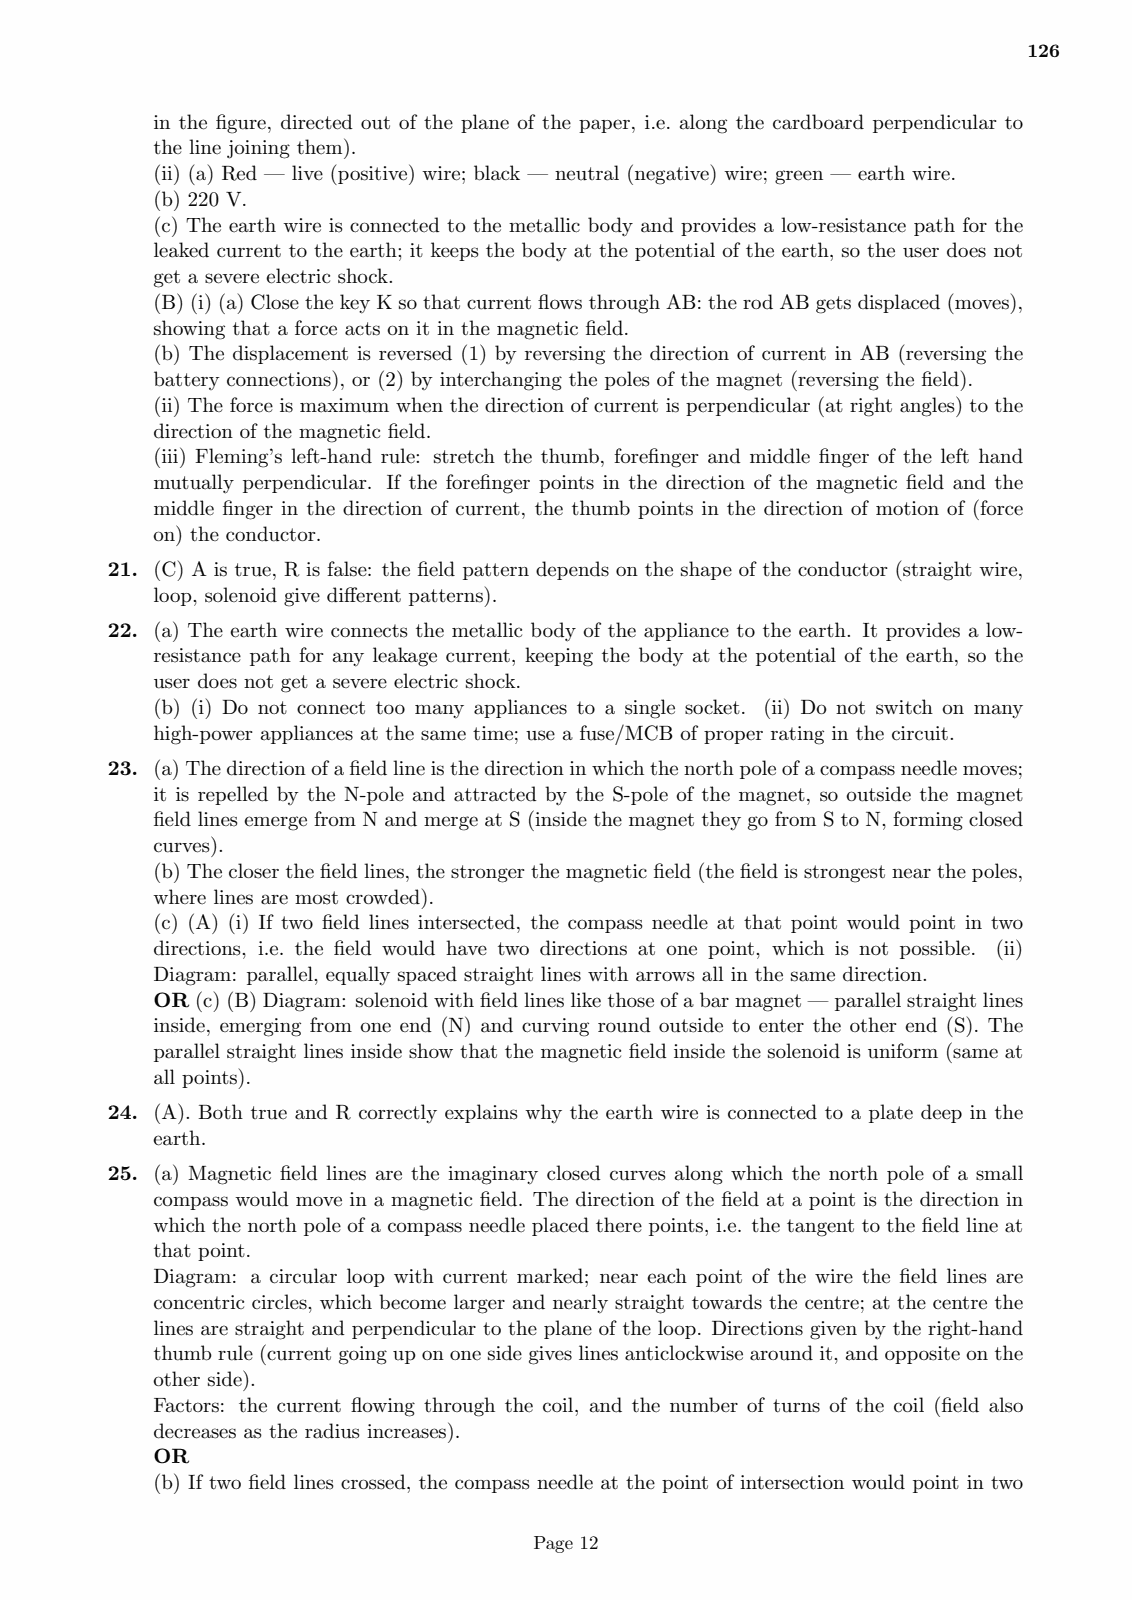 126
in the figure, directed out of the plane of the paper, i.e. along the cardboard perpendicular to
the line joining them).
(ii) (a) Red — live (positive) wire; black — neutral (negative) wire; green — earth wire.
(b) 220 V.
(c) The earth wire is connected to the metallic body and provides a low-resistance path for the
leaked current to the earth; it keeps the body at the potential of the earth, so the user does not
get a severe electric shock.
(B) (i) (a) Close the key K so that current flows through AB: the rod AB gets displaced (moves),
showing that a force acts on it in the magnetic field.
(b) The displacement is reversed (1) by reversing the direction of current in AB (reversing the
battery connections), or (2) by interchanging the poles of the magnet (reversing the field).
(ii) The force is maximum when the direction of current is perpendicular (at right angles) to the
direction of the magnetic field.
(iii) Fleming's left-hand rule: stretch the thumb, forefinger and middle finger of the left hand
mutually perpendicular. If the forefinger points in the direction of the magnetic field and the
middle finger in the direction of current, the thumb points in the direction of motion of (force
on) the conductor.
21. (C) A is true, R is false: the field pattern depends on the shape of the conductor (straight wire,
loop, solenoid give different patterns).
22. (a) The earth wire connects the metallic body of the appliance to the earth. It provides a low-
resistance path for any leakage current, keeping the body at the potential of the earth, so the
user does not get a severe electric shock.
(b) (i) Do not connect too many appliances to a single socket. (ii) Do not switch on many
high-power appliances at the same time; use a fuse/MCB of proper rating in the circuit.
23. (a) The direction of a field line is the direction in which the north pole of a compass needle moves;
it is repelled by the N-pole and attracted by the S-pole of the magnet, so outside the magnet
field lines emerge from N and merge at S (inside the magnet they go from S to N, forming closed
curves).
(b) The closer the field lines, the stronger the magnetic field (the field is strongest near the poles,
where lines are most crowded).
(c) (A) (i) If two field lines intersected, the compass needle at that point would point in two
directions, i.e. the field would have two directions at one point, which is not possible. (ii)
Diagram: parallel, equally spaced straight lines with arrows all in the same direction.
OR (c) (B) Diagram: solenoid with field lines like those of a bar magnet — parallel straight lines
inside, emerging from one end (N) and curving round outside to enter the other end (S). The
parallel straight lines inside show that the magnetic field inside the solenoid is uniform (same at
all points).
24. (A). Both true and R correctly explains why the earth wire is connected to a plate deep in the
earth.
25. (a) Magnetic field lines are the imaginary closed curves along which the north pole of a small
compass would move in a magnetic field. The direction of the field at a point is the direction in
which the north pole of a compass needle placed there points, i.e. the tangent to the field line at
that point.
Diagram: a circular loop with current marked; near each point of the wire the field lines are
concentric circles, which become larger and nearly straight towards the centre; at the centre the
lines are straight and perpendicular to the plane of the loop. Directions given by the right-hand
thumb rule (current going up on one side gives lines anticlockwise around it, and opposite on the
other side).
Factors: the current flowing through the coil, and the number of turns of the coil (field also
decreases as the radius increases).
OR
(b) If two field lines crossed, the compass needle at the point of intersection would point in two
Page 12